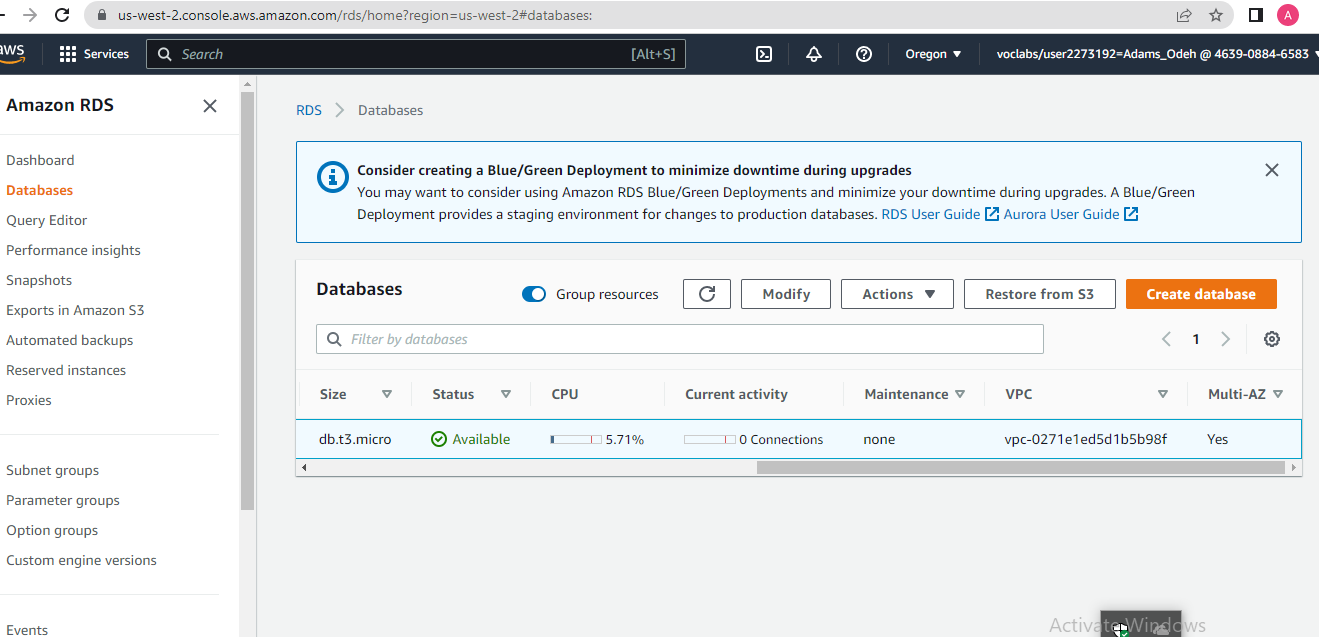 us-west-2.console.aws.amazon.com/rds/home?region=us-west-2#databases:
A
aws
Services
Search
[Alt+S]
Oregon
voclabs/user2273192=Adams_Odeh @ 4639-0884-6583
Amazon RDS
Dashboard
Databases
Query Editor
Performance insights
Snapshots
Exports in Amazon S3
Automated backups
Reserved instances
Proxies
Subnet groups
Parameter groups
Option groups
Custom engine versions
Events
RDS > Databases
Consider creating a Blue/Green Deployment to minimize downtime during upgrades
You may want to consider using Amazon RDS Blue/Green Deployments and minimize your downtime during upgrades. A Blue/Green
Deployment provides a staging environment for changes to production databases. RDS User Guide Aurora User Guide
Databases
Group resources
Modify
Actions
Restore from S3
Create database
Filter by databases
1
Size Status CPU Current activity Maintenance VPC Multi-AZ
db.t3.micro Available 5.71% 0 Connections none vpc-0271e1ed5d1b5b98f Yes
Activate Windows